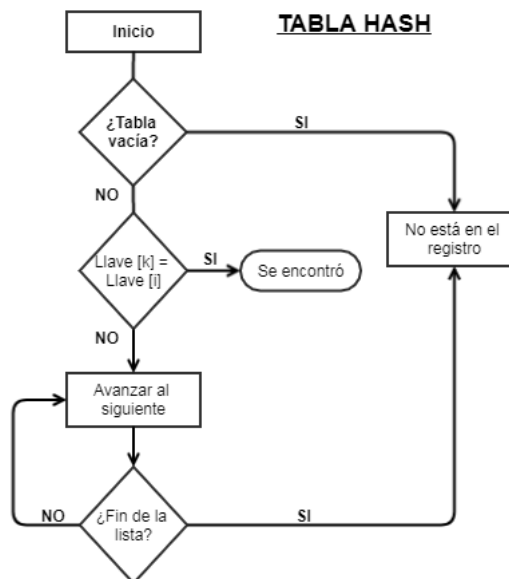 TABLA HASH
Inicio
¿Tabla
vacía?
SI
NO
No está en el
registro
Llave [k] =
Llave [i]
SI
Se encontró
NO
Avanzar al
siguiente
NO
¿Fin de la
lista?
SI